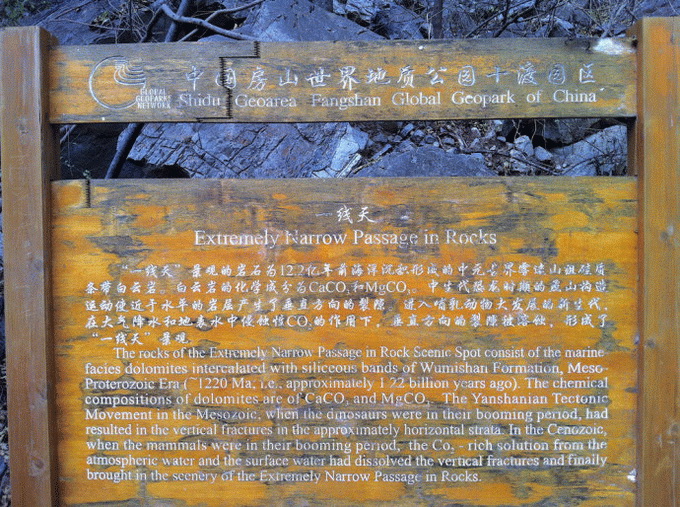 GLOBAL
GEOPARKS
NETWORK
中国房山世界地质公园十渡园区
Shidu Geoarea Fangshan Global Geopark of China
一线天
Extremely Narrow Passage in Rocks
“一线天”景观的岩石为12.2亿年前海洋沉积形成的中元古界雾迷山组硅质
条带白云岩。白云岩的化学成分为CaCO₃和MgCO₃。中生代恐龙时期的燕山构造
运动使近于水平的岩层产生了垂直方向的裂隙。进入哺乳动物大发展的新生代，
在大气降水和地表水中侵蚀性CO₂的作用下，垂直方向的裂隙被溶蚀，形成了
“一线天”景观
The rocks of the Extremely Narrow Passage in Rock Scenic Spot consist of the marine
facies dolomites intercalated with siliceous bands of Wumishan Formation, Meso-
Proterozoic Era (~1220 Ma, i.e., approximately 1.22 billion years ago). The chemical
compositions of dolomites are of CaCO₃ and MgCO₃. The Yanshanian Tectonic
Movement in the Mesozoic, when the dinosaurs were in their booming period, had
resulted in the vertical fractures in the approximately horizontal strata. In the Cenozoic,
when the mammals were in their booming period, the Co₂ - rich solution from the
atmospheric water and the surface water had dissolved the vertical fractures and finaily
brought in the scenery of the Extremely Narrow Passage in Rocks.